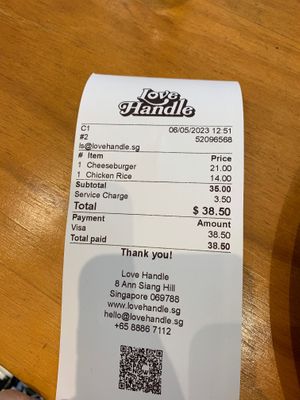 Love
Handle
C1 06/05/2023 12:51
#2 52096568
ls@lovehandle.sg
# Item Price
1 Cheeseburger 21.00
1 Chicken Rice 14.00
Subtotal 35.00
Service Charge 3.50
Total $ 38.50
Payment Amount
Visa 38.50
Total paid 38.50
Thank you!
Love Handle
8 Ann Siang Hill
Singapore 069788
www.lovehandle.sg
hello@lovehandle.sg
+65 8886 7112